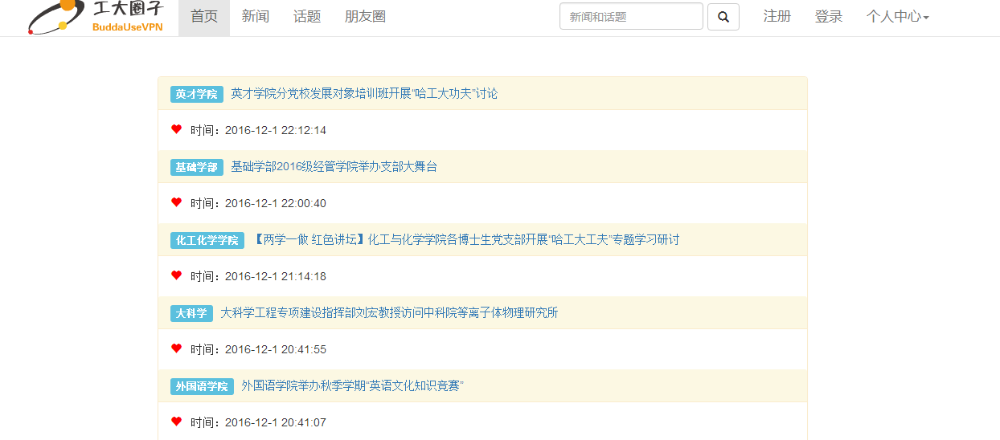 工大圈子
BuddaUseVPN
首页 新闻 话题 朋友圈 新闻和话题 注册 登录 个人中心
英才学院 英才学院分党校发展对象培训班开展“哈工大功夫”讨论
时间：2016-12-1 22:12:14
基础学部 基础学部2016级经管学院举办支部大舞台
时间：2016-12-1 22:00:40
化工化学学院 【两学一做 红色讲坛】化工与化学学院各博士生党支部开展“哈工大工夫”专题学习研讨
时间：2016-12-1 21:14:18
大科学 大科学工程专项建设指挥部刘宏教授访问中科院等离子体物理研究所
时间：2016-12-1 20:41:55
外国语学院 外国语学院举办秋季学期“英语文化知识竞赛”
时间：2016-12-1 20:41:07